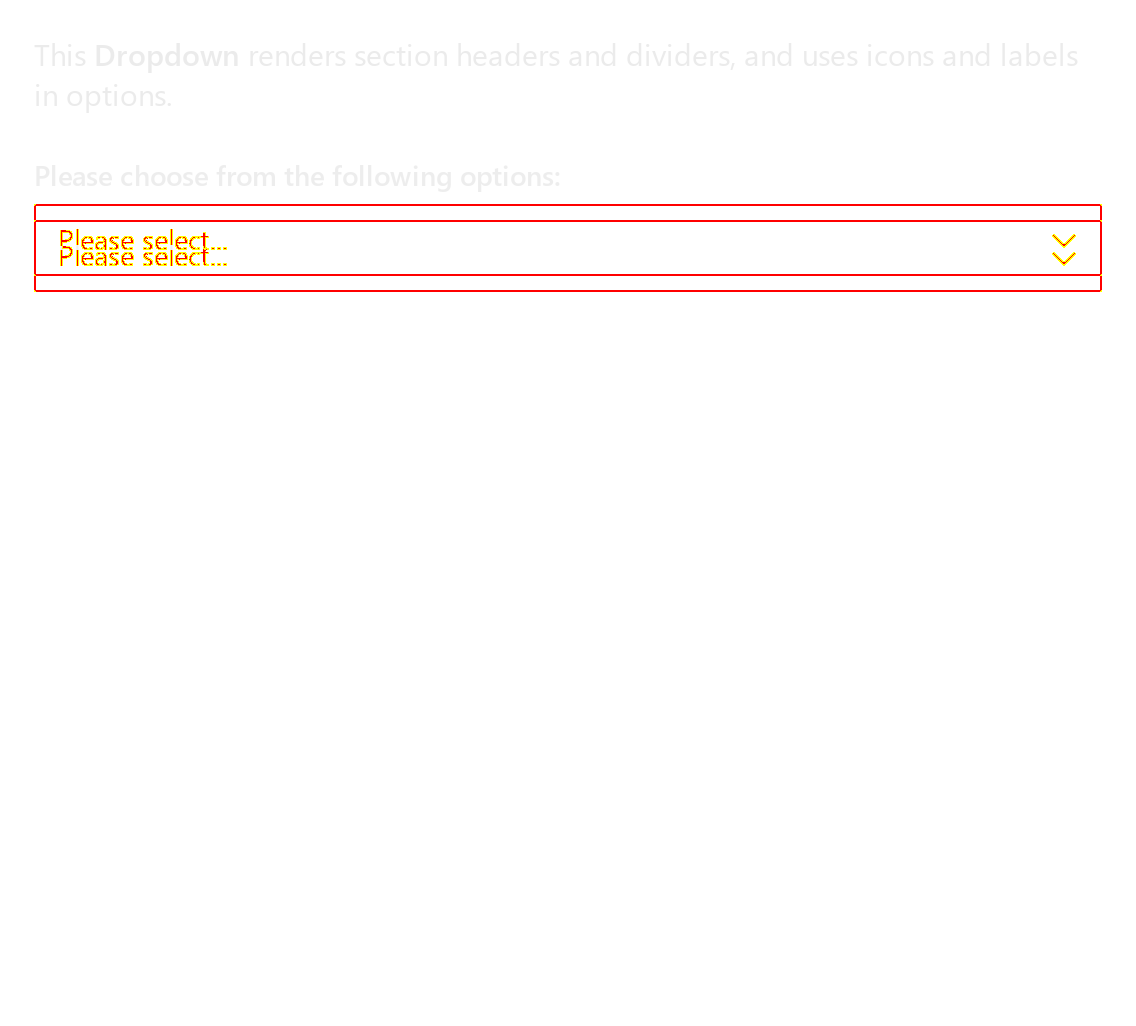 This Dropdown renders section headers and dividers, and uses icons and labels
in options.
Please choose from the following options:
Please select...
Please select...